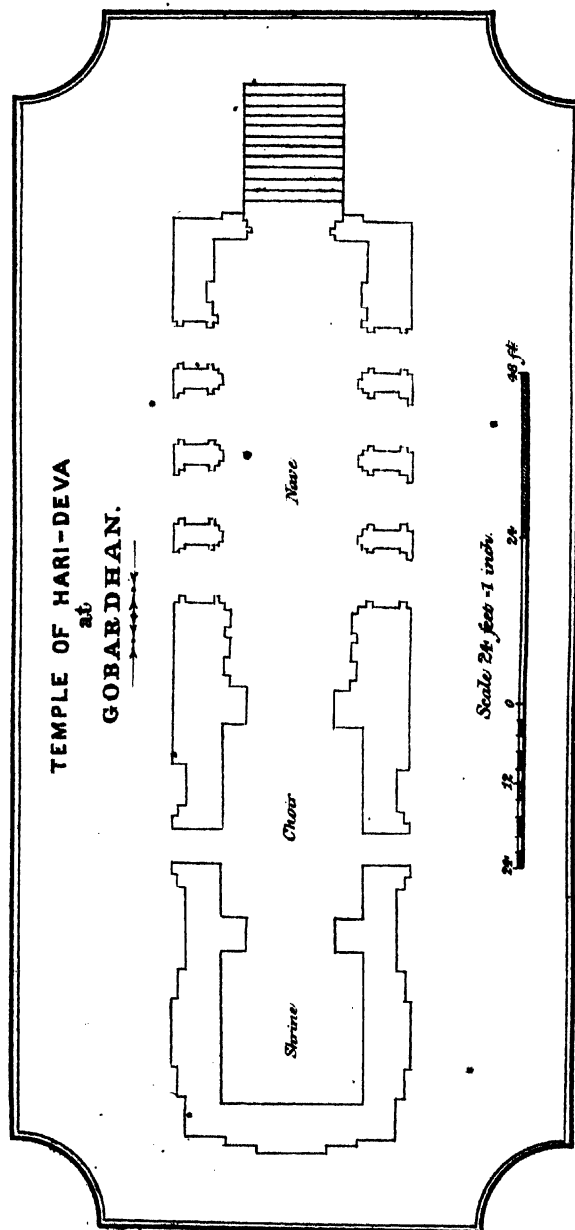 TEMPLE OF HARI-DEVA
at
GOBARDHAN.
Shrine
Choir
Nave
Scale 24 feet = 1 inch.
24 12 0 24 48 ft